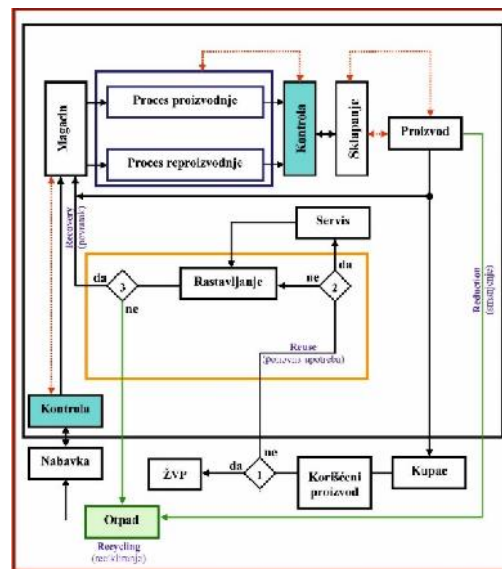 Magacin
Proces proizvodnje
Proces reproizvodnje
Kontrola
Sklapanje
Proizvod
Recovery
(povratak)
Servis
da
ne
3
Rastavljanje
ne
da
2
Reduction
(smanjenje)
Reuse
(ponovna upotreba)
Kontrola
Nabavka
ŽVP
da
ne
1
Korišćeni
proizvod
Kupac
Otpad
Recycling
(recikliranje)